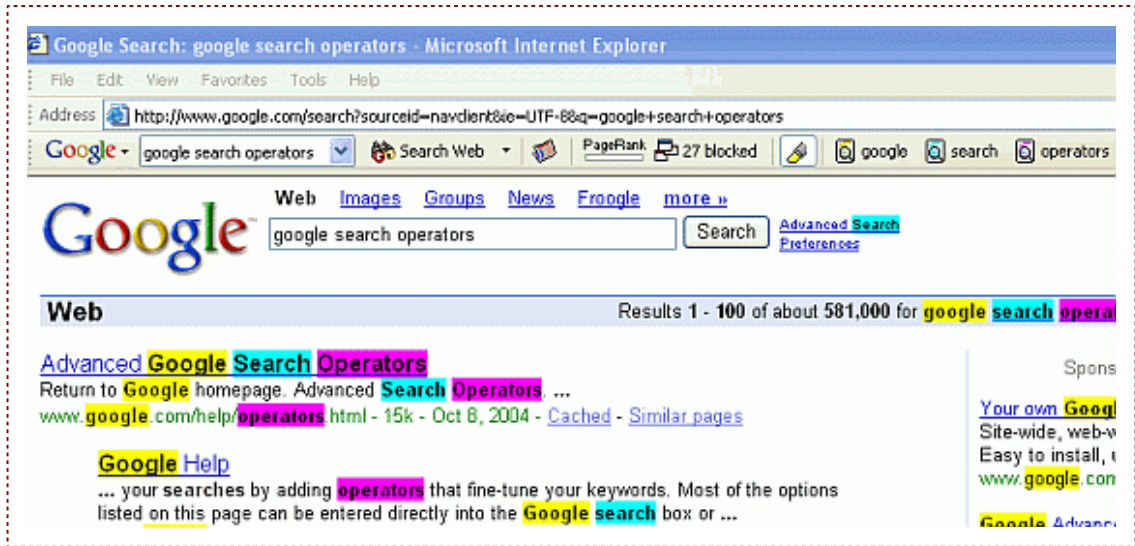 Google Search: google search operators - Microsoft Internet Explorer
File Edit View Favorites Tools Help
Address http://www.google.com/search?sourceid=navclient&ie=UTF-8&q=google+search+operators
Google google search operators Search Web PageRank 27 blocked google search operators
Web Images Groups News Froogle more »
Google™ google search operators Search Advanced Search
Preferences
Web Results 1 - 100 of about 581,000 for google search operat
Advanced Google Search Operators
Return to Google homepage. Advanced Search Operators. ...
www.google.com/help/operators.html - 15k - Oct 8, 2004 - Cached - Similar pages
Google Help
... your searches by adding operators that fine-tune your keywords. Most of the options
listed on this page can be entered directly into the Google search box or ...
Spons
Your own Googl
Site-wide, web-w
Easy to install, u
www.google.com
Google Advanc